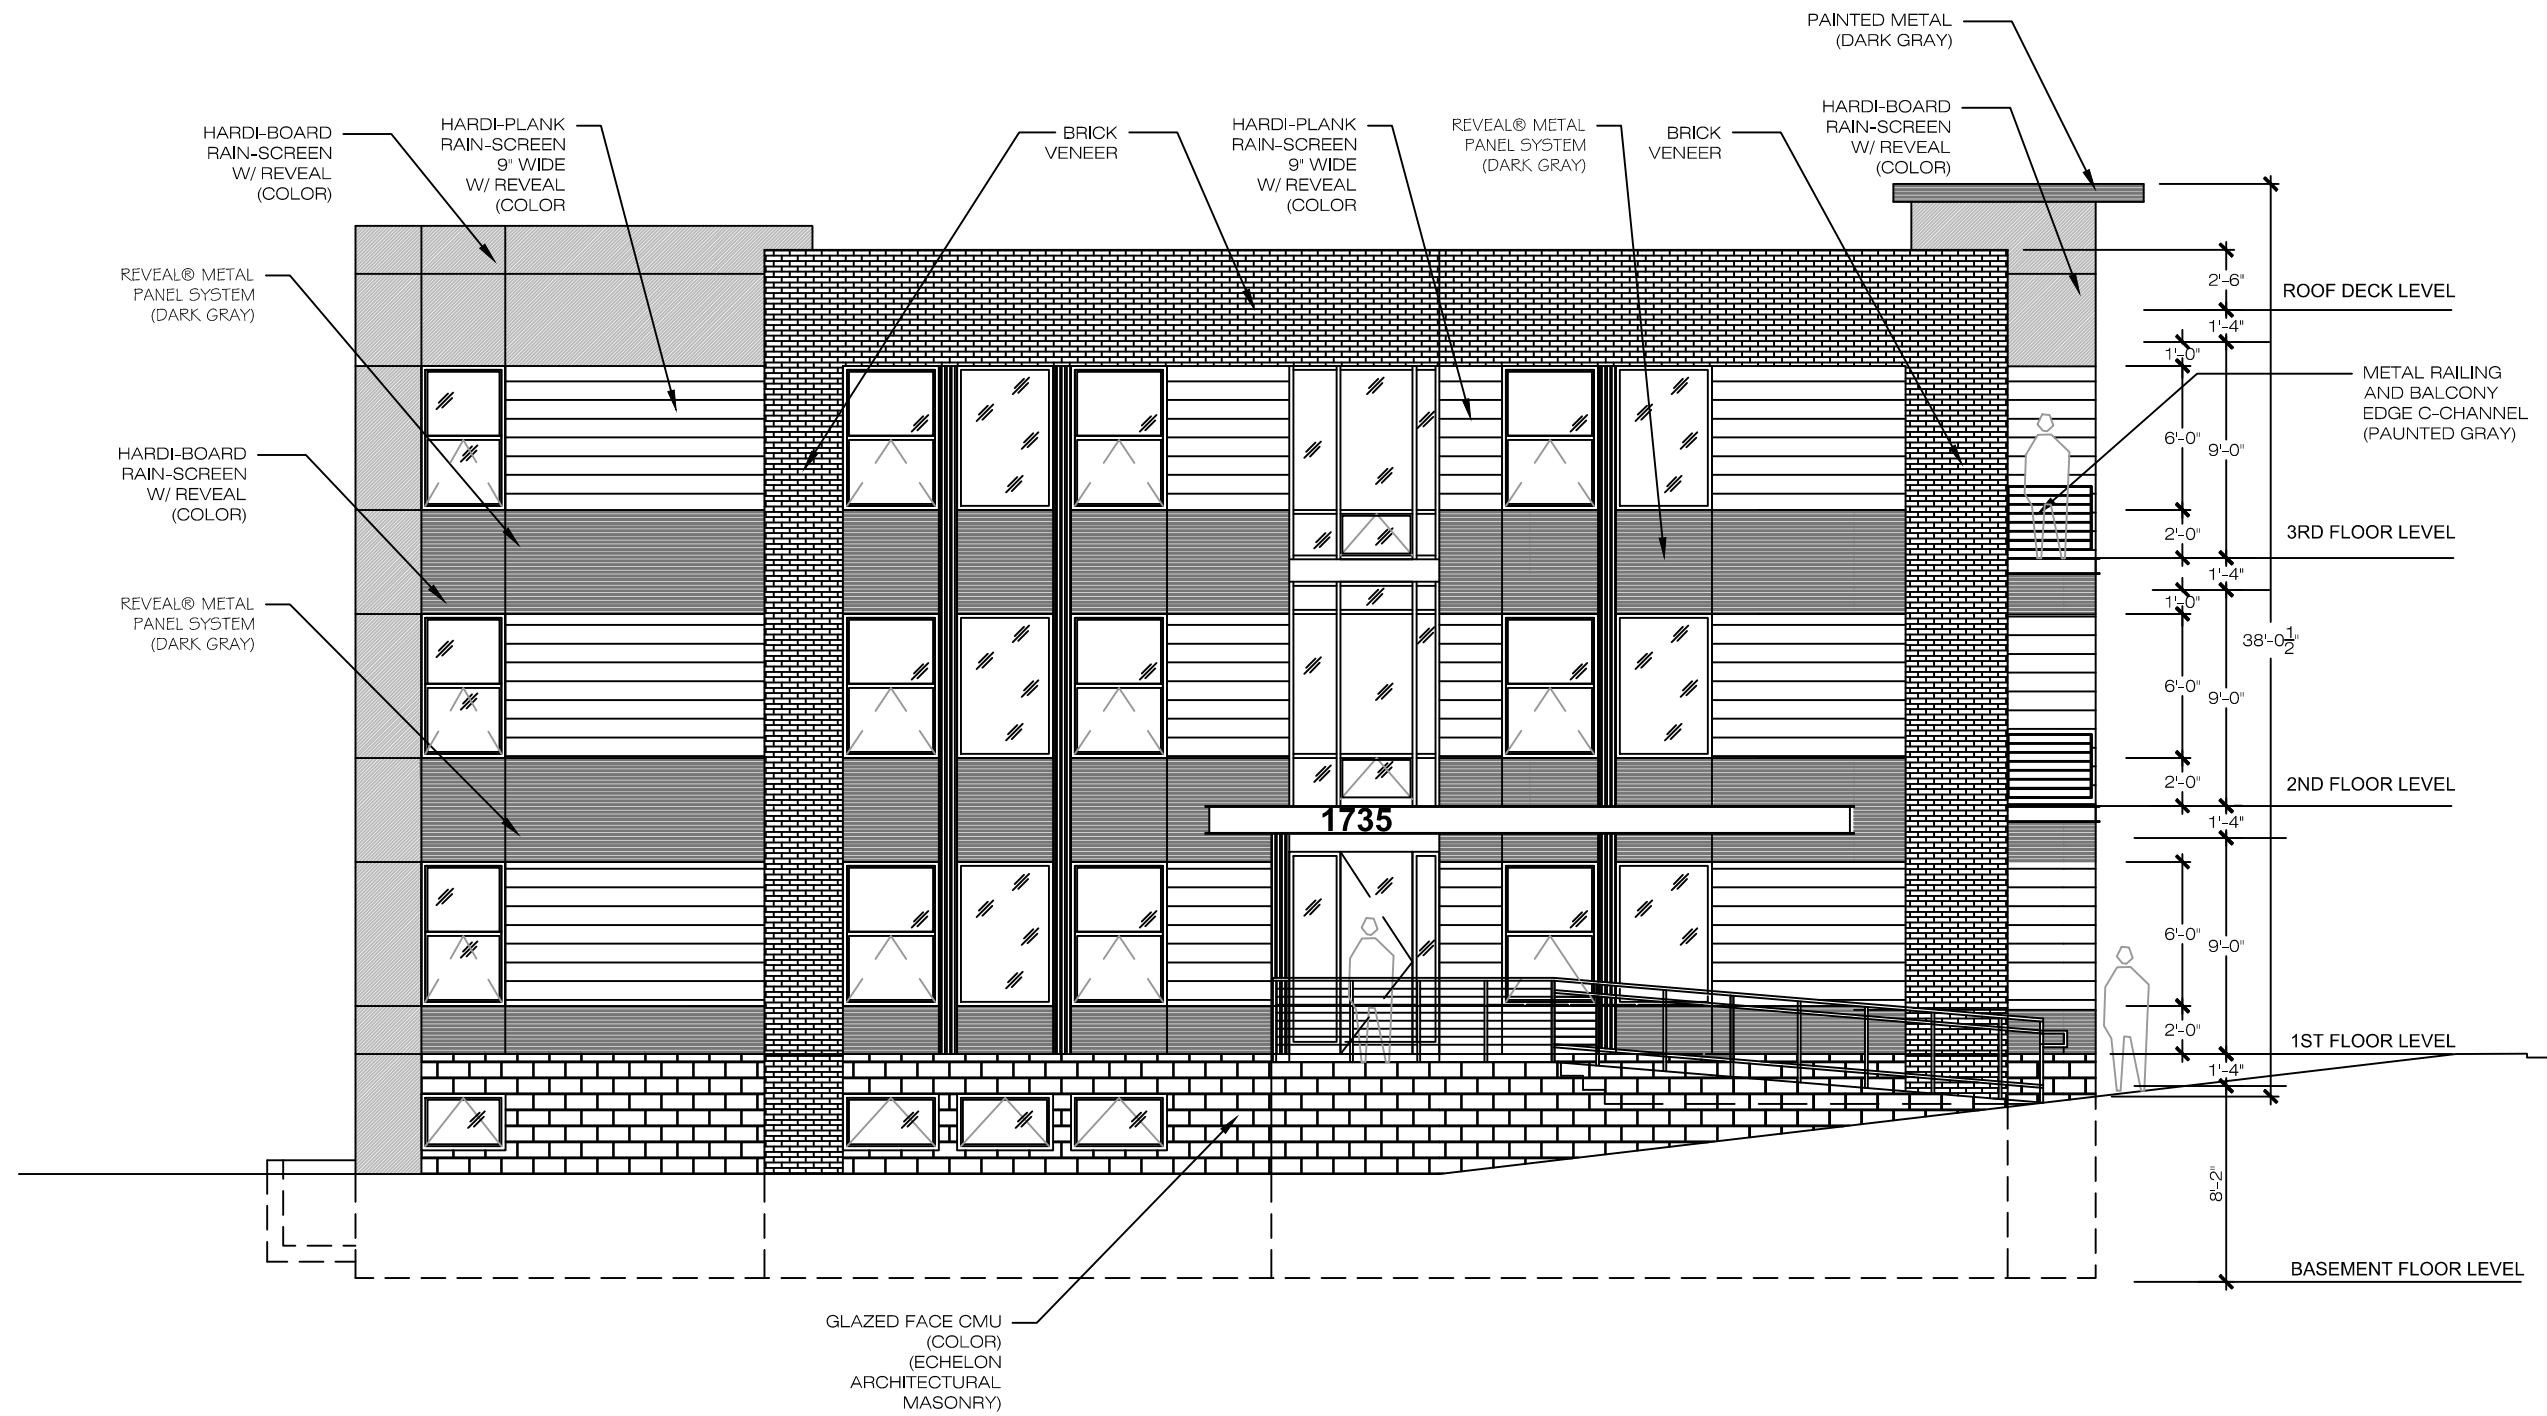 PAINTED METAL
(DARK GRAY)
HARDI-BOARD
RAIN-SCREEN
W/ REVEAL
(COLOR)
HARDI-PLANK
RAIN-SCREEN
9" WIDE
W/ REVEAL
(COLOR
BRICK
VENEER
HARDI-PLANK
RAIN-SCREEN
9" WIDE
W/ REVEAL
(COLOR
REVEAL® METAL
PANEL SYSTEM
(DARK GRAY)
BRICK
VENEER
HARDI-BOARD
RAIN-SCREEN
W/ REVEAL
(COLOR)
REVEAL® METAL
PANEL SYSTEM
(DARK GRAY)
HARDI-BOARD
RAIN-SCREEN
W/ REVEAL
(COLOR)
REVEAL® METAL
PANEL SYSTEM
(DARK GRAY)
2'-6"
ROOF DECK LEVEL
1'-4"
1'-0"
METAL RAILING
AND BALCONY
EDGE C-CHANNEL
(PAUNTED GRAY)
6'-0"
9'-0"
2'-0"
3RD FLOOR LEVEL
1'-4"
1'-0"
38'-0 1/2"
6'-0"
9'-0"
2'-0"
2ND FLOOR LEVEL
1735
1'-4"
6'-0"
9'-0"
2'-0"
1ST FLOOR LEVEL
1'-4"
8'-2"
BASEMENT FLOOR LEVEL
GLAZED FACE CMU
(COLOR)
(ECHELON
ARCHITECTURAL
MASONRY)